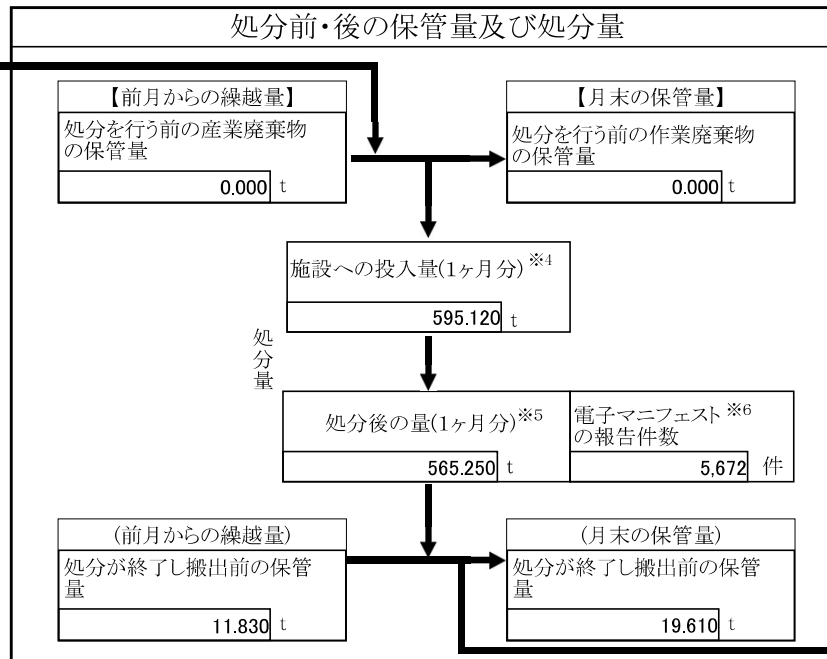 処分前・後の保管量及び処分量
【前月からの繰越量】
処分を行う前の産業廃棄物
の保管量
0.000 t
【月末の保管量】
処分を行う前の作業廃棄物
の保管量
0.000 t
施設への投入量(1ヶ月分)※4
595.120 t
処分量
処分後の量(1ヶ月分)※5
565.250 t
電子マニフェスト※6
の報告件数
5,672 件
(前月からの繰越量)
処分が終了し搬出前の保管
量
11.830 t
(月末の保管量)
処分が終了し搬出前の保管
量
19.610 t